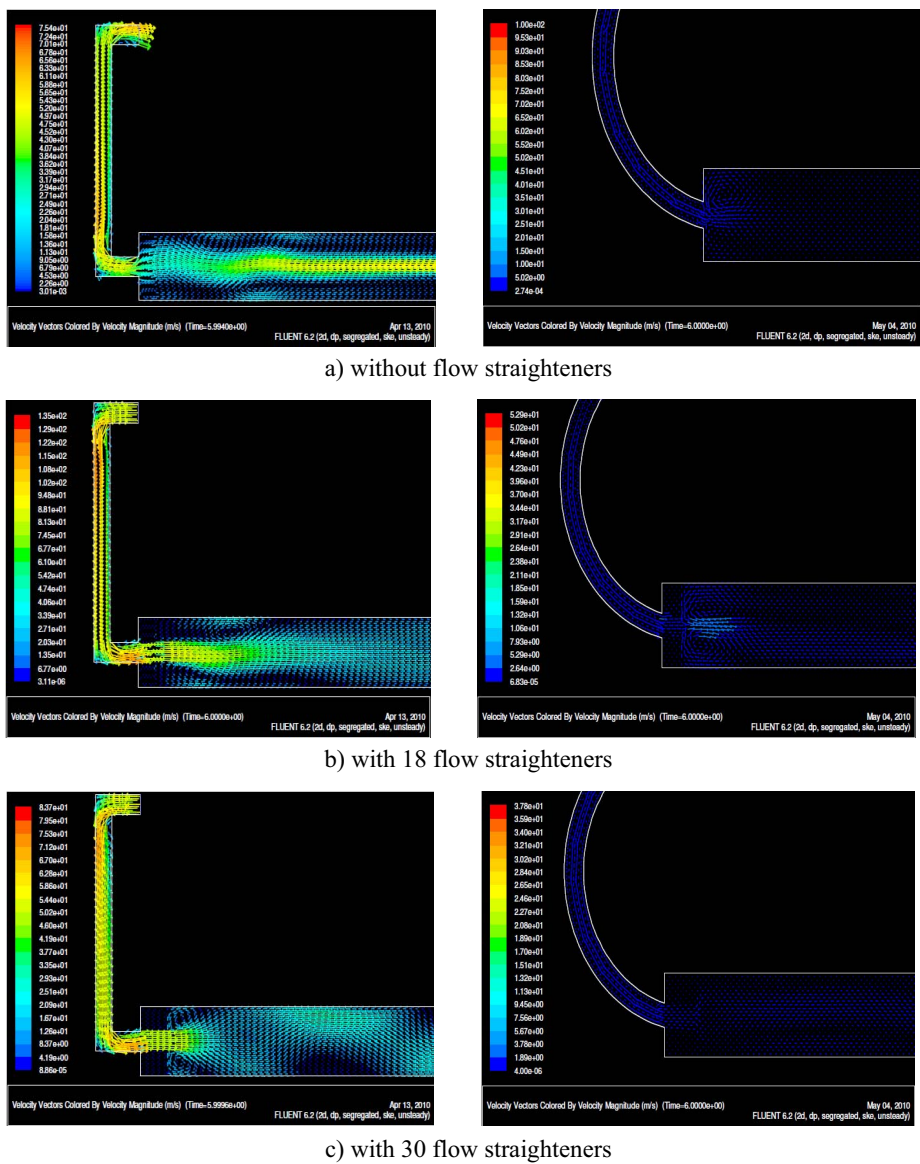 7.54e+01
7.24e+01
7.01e+01
6.78e+01
6.56e+01
6.33e+01
6.11e+01
5.88e+01
5.65e+01
5.43e+01
5.20e+01
4.97e+01
4.75e+01
4.52e+01
4.30e+01
4.07e+01
3.84e+01
3.62e+01
3.39e+01
3.17e+01
2.94e+01
2.71e+01
2.49e+01
2.26e+01
2.04e+01
1.81e+01
1.58e+01
1.36e+01
1.13e+01
9.05e+00
6.79e+00
4.53e+00
2.26e+00
3.01e-03
Velocity Vectors Colored By Velocity Magnitude (m/s) (Time=5.9940e+00) Apr 13, 2010
FLUENT 6.2 (2d, dp, segregated, ske, unsteady)
1.00e+02
9.53e+01
9.03e+01
8.53e+01
8.03e+01
7.52e+01
7.02e+01
6.52e+01
6.02e+01
5.52e+01
5.02e+01
4.51e+01
4.01e+01
3.51e+01
3.01e+01
2.51e+01
2.01e+01
1.50e+01
1.00e+01
5.02e+00
2.74e-04
Velocity Vectors Colored By Velocity Magnitude (m/s) (Time=6.0000e+00) May 04, 2010
FLUENT 6.2 (2d, dp, segregated, ske, unsteady)
a) without flow straighteners
1.35e+02
1.29e+02
1.22e+02
1.15e+02
1.08e+02
1.02e+02
9.48e+01
8.81e+01
8.13e+01
7.45e+01
6.77e+01
6.10e+01
5.42e+01
4.74e+01
4.06e+01
3.39e+01
2.71e+01
2.03e+01
1.35e+01
6.77e+00
3.11e-06
Velocity Vectors Colored By Velocity Magnitude (m/s) (Time=6.0000e+00) Apr 13, 2010
FLUENT 6.2 (2d, dp, segregated, ske, unsteady)
5.29e+01
5.02e+01
4.76e+01
4.49e+01
4.23e+01
3.96e+01
3.70e+01
3.44e+01
3.17e+01
2.91e+01
2.64e+01
2.38e+01
2.11e+01
1.85e+01
1.59e+01
1.32e+01
1.06e+01
7.93e+00
5.29e+00
2.64e+00
6.83e-05
Velocity Vectors Colored By Velocity Magnitude (m/s) (Time=6.0000e+00) May 04, 2010
FLUENT 6.2 (2d, dp, segregated, ske, unsteady)
b) with 18 flow straighteners
8.37e+01
7.95e+01
7.53e+01
7.12e+01
6.70e+01
6.28e+01
5.86e+01
5.44e+01
5.02e+01
4.60e+01
4.19e+01
3.77e+01
3.35e+01
2.93e+01
2.51e+01
2.09e+01
1.67e+01
1.26e+01
8.37e+00
4.19e+00
8.86e-05
Velocity Vectors Colored By Velocity Magnitude (m/s) (Time=5.9996e+00) Apr 13, 2010
FLUENT 6.2 (2d, dp, segregated, ske, unsteady)
3.78e+01
3.59e+01
3.40e+01
3.21e+01
3.02e+01
2.84e+01
2.65e+01
2.46e+01
2.27e+01
2.08e+01
1.89e+01
1.70e+01
1.51e+01
1.32e+01
1.13e+01
9.45e+00
7.56e+00
5.67e+00
3.78e+00
1.89e+00
4.00e-06
Velocity Vectors Colored By Velocity Magnitude (m/s) (Time=6.0000e+00) May 04, 2010
FLUENT 6.2 (2d, dp, segregated, ske, unsteady)
c) with 30 flow straighteners